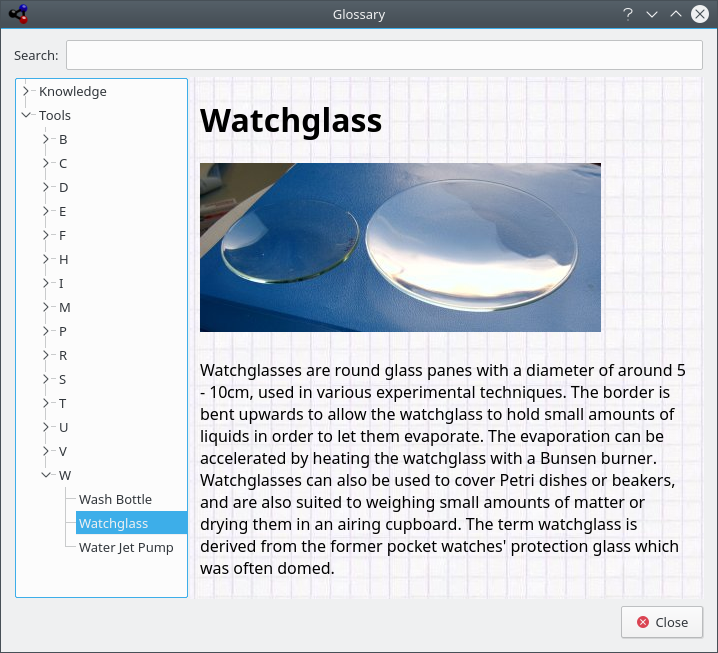 Glossary
Search:
Knowledge
Tools
B
C
D
E
F
H
I
M
P
R
S
T
U
V
W
Wash Bottle
Watchglass
Water Jet Pump
Watchglass
Watchglasses are round glass panes with a diameter of around 5
- 10cm, used in various experimental techniques. The border is
bent upwards to allow the watchglass to hold small amounts of
liquids in order to let them evaporate. The evaporation can be
accelerated by heating the watchglass with a Bunsen burner.
Watchglasses can also be used to cover Petri dishes or beakers,
and are also suited to weighing small amounts of matter or
drying them in an airing cupboard. The term watchglass is
derived from the former pocket watches' protection glass which
was often domed.
Close